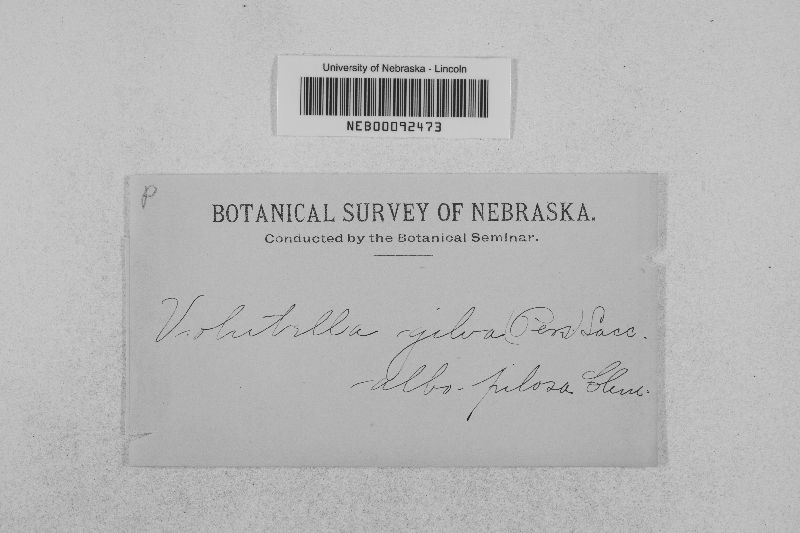 University of Nebraska - Lincoln
NEB00092473
P
BOTANICAL SURVEY OF NEBRASKA.
Conducted by the Botanical Seminar.
Volutella gilva (Pers) Sacc.
albo-pilosa Clem.